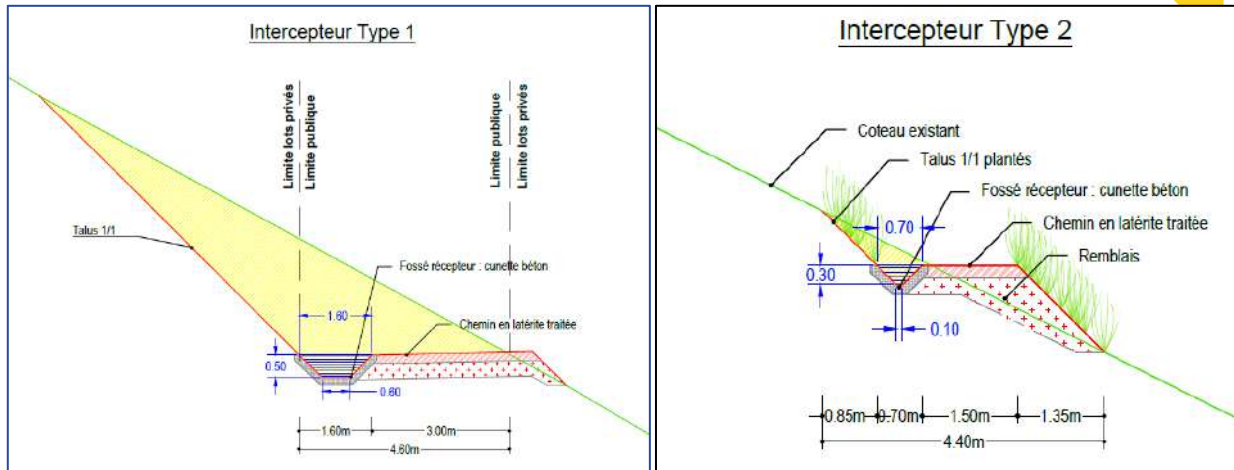 Intercepteur Type 1
Limite lots privés
Limite publique
Limite publique
Limite lots privés
Talus 1/1
Fossé récepteur : cunette béton
1.60
Chemin en latérite traitée
0.50
0.60
1.60m
3.00m
4.60m
Intercepteur Type 2
Coteau existant
Talus 1/1 plantés
Fossé récepteur : cunette béton
0.70
Chemin en latérite traitée
Remblais
0.30
0.10
0.85m
0.70m
1.50m
1.35m
4.40m